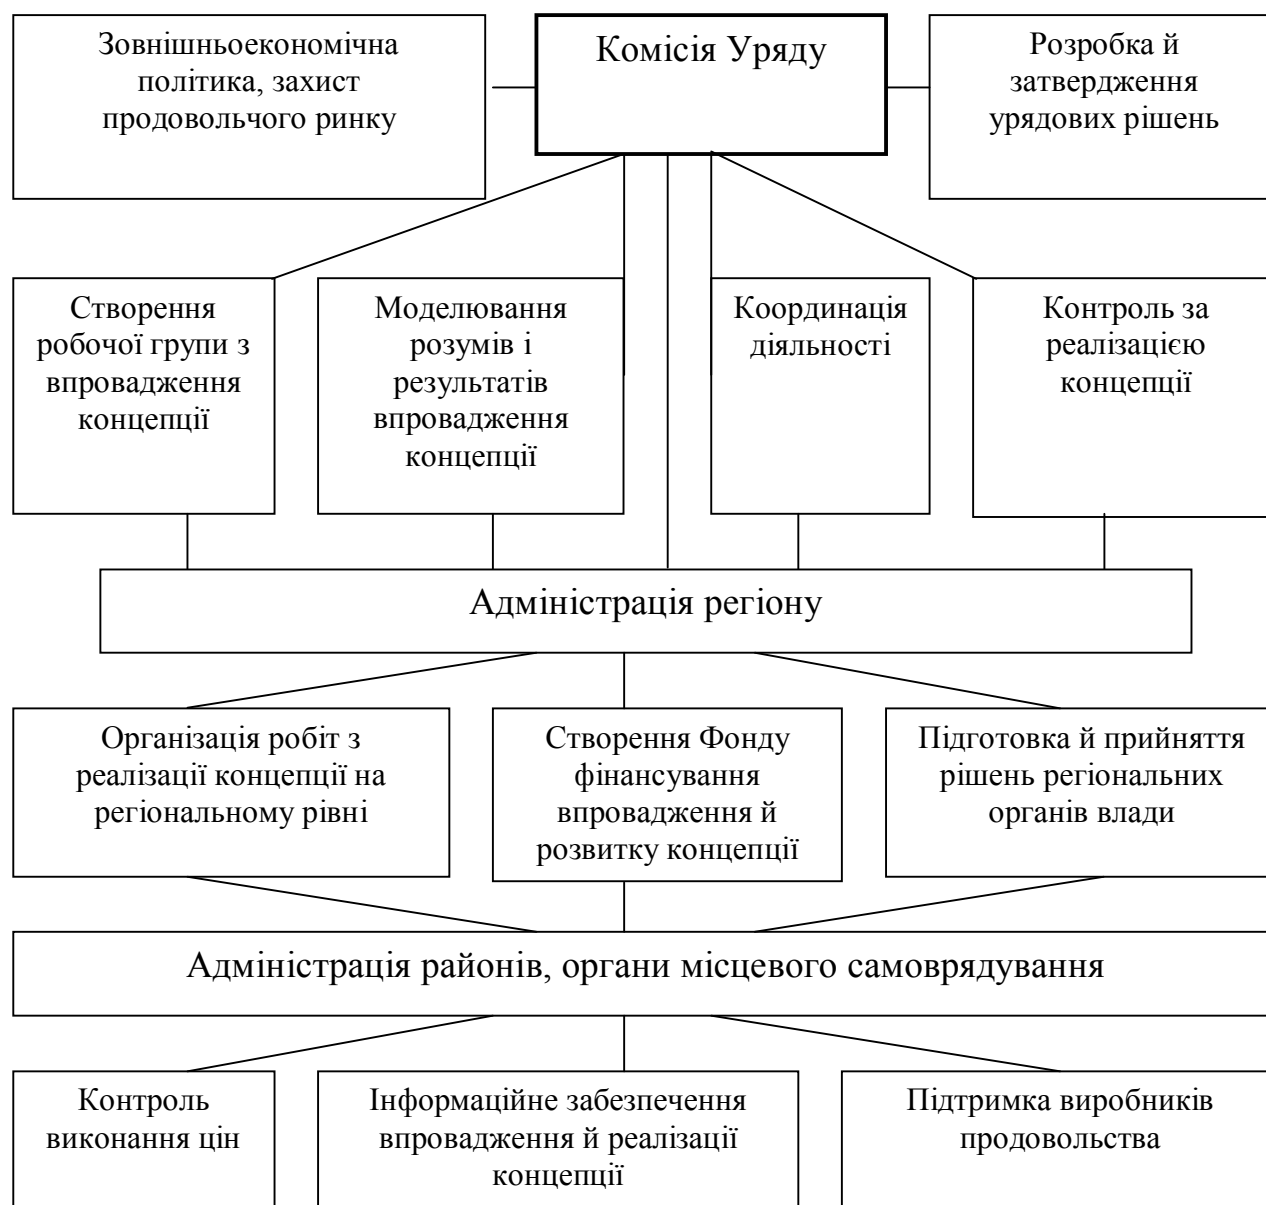 Зовнішньоекономічна
політика, захист
продовольчого ринку
Комісія Уряду
Розробка й
затвердження
урядових рішень
Створення
робочої групи з
впровадження
концепції
Моделювання
розумів і
результатів
впровадження
концепції
Координація
діяльності
Контроль за
реалізацією
концепції
Адміністрація регіону
Організація робіт з
реалізації концепції на
регіональному рівні
Створення Фонду
фінансування
впровадження й
розвитку концепції
Підготовка й прийняття
рішень регіональних
органів влади
Адміністрація районів, органи місцевого самоврядування
Контроль
виконання цін
Інформаційне забезпечення
впровадження й реалізації
концепції
Підтримка виробників
продовольства